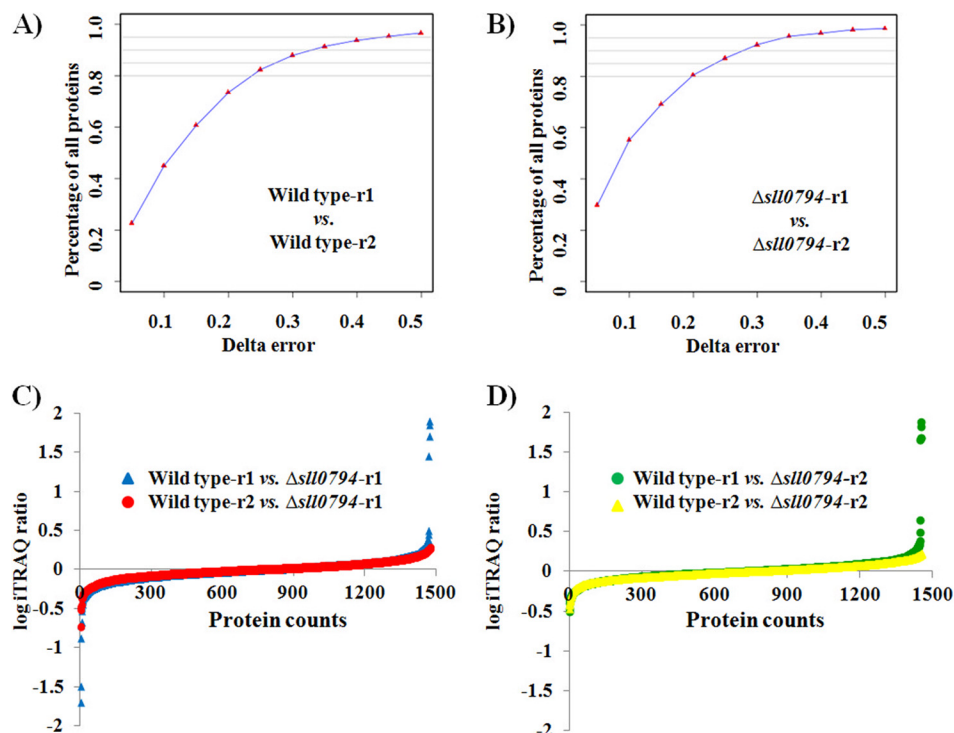 A)
Percentage of all proteins
1.0
0.8
0.6
0.4
0.2
0
Wild type-r1
vs.
Wild type-r2
0.1 0.2 0.3 0.4 0.5
Delta error
B)
Percentage of all proteins
1.0
0.8
0.6
0.4
0.2
0
Δsll0794-r1
vs.
Δsll0794-r2
0.1 0.2 0.3 0.4 0.5
Delta error
C)
logiTRAQ ratio
2
1.5
1
0.5
0
-0.5
-1
-1.5
-2
Wild type-r1 vs. Δsll0794-r1
Wild type-r2 vs. Δsll0794-r1
0 300 600 900 1200 1500
Protein counts
D)
logiTRAQ ratio
2
1.5
1
0.5
0
-0.5
-1
-1.5
-2
Wild type-r1 vs. Δsll0794-r2
Wild type-r2 vs. Δsll0794-r2
0 300 600 900 1200 1500
Protein counts